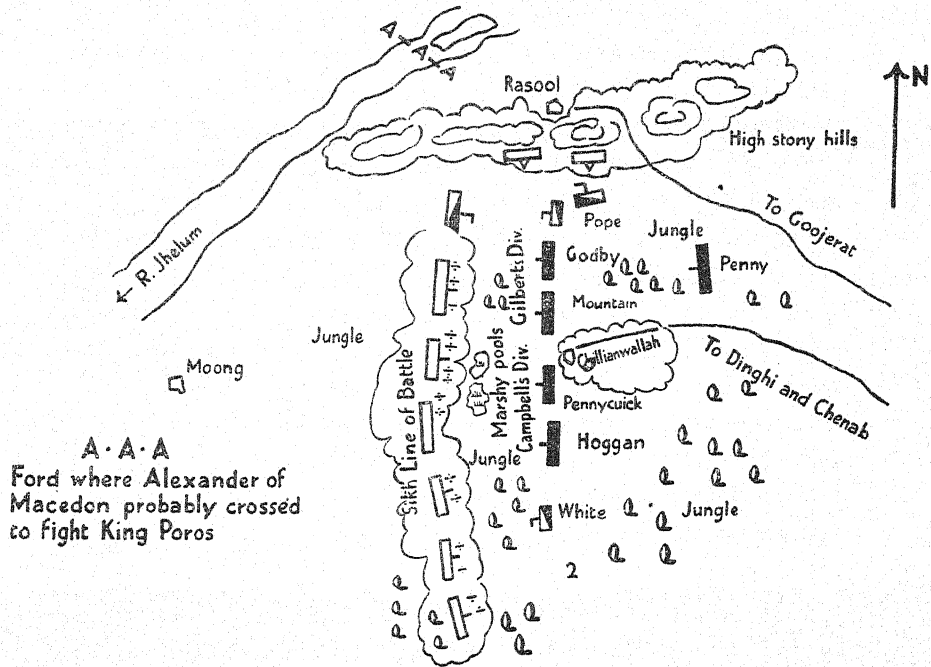 A A A
N
Rasool
High stony hills
To Goojerat
← R. Jhelum
Pope
Jungle
Godby
Penny
Gilberts Div.
Mountain
Jungle
Moong
Chillianwallah
To Dinghi and Chenab
Sikh Line of Battle
Marshy pools
Campbell's Div.
Pennycuick
Hoggan
A·A·A
Ford where Alexander of
Macedon probably crossed
to fight King Poros
Jungle
White
Jungle
2